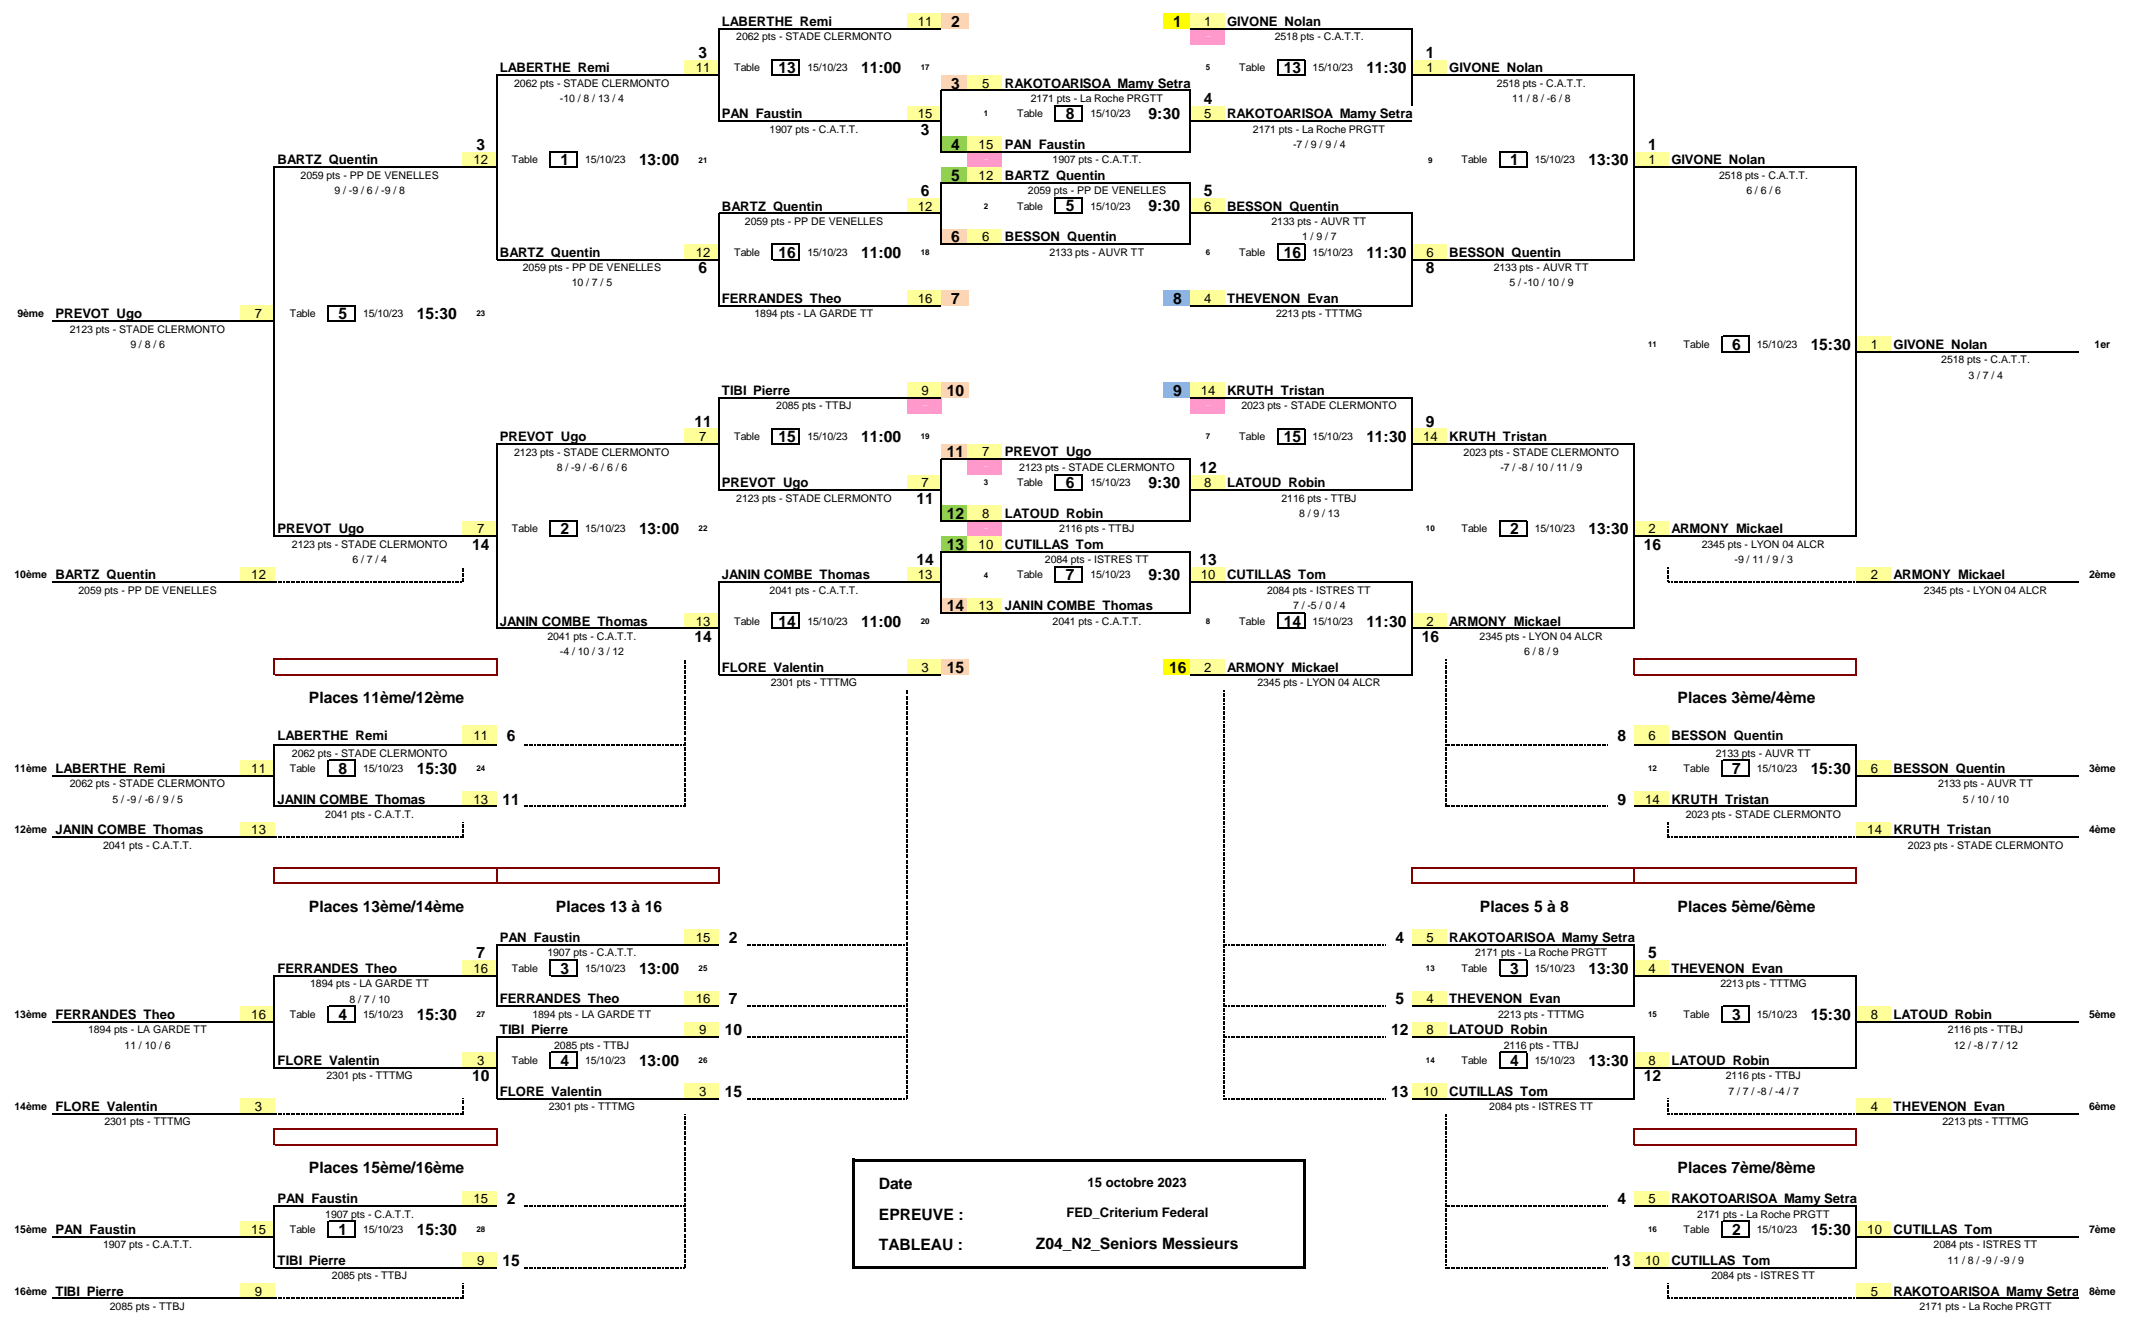 LABERTHE Remi 11 2 1 1 GIVONE Nolan
2062 pts - STADE CLERMONTO 2518 pts - C.A.T.T.
3 1
LABERTHE Remi 11 Table 13 15/10/23 11:00 17 5 Table 13 15/10/23 11:30 1 GIVONE Nolan
2062 pts - STADE CLERMONTO 3 5 RAKOTOARISOA Mamy Setra 2518 pts - C.A.T.T.
-10 / 8 / 13 / 4 2171 pts - La Roche PRGTT 4 11 / 8 / -6 / 8
PAN Faustin 15 1 Table 8 15/10/23 9:30 5 RAKOTOARISOA Mamy Setra
1907 pts - C.A.T.T. 3 2171 pts - La Roche PRGTT
3 4 15 PAN Faustin -7 / 9 / 9 / 4 1
BARTZ Quentin 12 Table 1 15/10/23 13:00 21 1907 pts - C.A.T.T. 9 Table 1 15/10/23 13:30 1 GIVONE Nolan
2059 pts - PP DE VENELLES 5 12 BARTZ Quentin 2518 pts - C.A.T.T.
9 / -9 / 6 / -9 / 8 6 2059 pts - PP DE VENELLES 5 6 / 6 / 6
BARTZ Quentin 12 2 Table 5 15/10/23 9:30 6 BESSON Quentin
2059 pts - PP DE VENELLES 2133 pts - AUVR TT
6 6 BESSON Quentin 1 / 9 / 7
BARTZ Quentin 12 Table 16 15/10/23 11:00 18 2133 pts - AUVR TT 6 Table 16 15/10/23 11:30 6 BESSON Quentin
2059 pts - PP DE VENELLES 6 8 2133 pts - AUVR TT
10 / 7 / 5 5 / -10 / 10 / 9
FERRANDES Theo 16 7 8 4 THEVENON Evan
9ème PREVOT Ugo 7 Table 5 15/10/23 15:30 23 1894 pts - LA GARDE TT 2213 pts - TTTMG
2123 pts - STADE CLERMONTO
9 / 8 / 6 11 Table 6 15/10/23 15:30 1 GIVONE Nolan 1er
2518 pts - C.A.T.T.
3 / 7 / 4
TIBI Pierre 9 10 9 14 KRUTH Tristan
2085 pts - TTBJ 2023 pts - STADE CLERMONTO
11 9
PREVOT Ugo 7 Table 15 15/10/23 11:00 19 7 Table 15 15/10/23 11:30 14 KRUTH Tristan
2123 pts - STADE CLERMONTO 11 7 PREVOT Ugo 2023 pts - STADE CLERMONTO
8 / -9 / -6 / 6 / 6 2123 pts - STADE CLERMONTO 12 -7 / -8 / 10 / 11 / 9
PREVOT Ugo 7 3 Table 6 15/10/23 9:30 8 LATOUD Robin
2123 pts - STADE CLERMONTO 11 2116 pts - TTBJ
12 8 LATOUD Robin 8 / 9 / 13
PREVOT Ugo 7 Table 2 15/10/23 13:00 22 2116 pts - TTBJ 10 Table 2 15/10/23 13:30 2 ARMONY Mickael
2123 pts - STADE CLERMONTO 14 13 10 CUTILLAS Tom 16 2345 pts - LYON 04 ALCR
6 / 7 / 4 14 2084 pts - ISTRES TT 13 -9 / 11 / 9 / 3
10ème BARTZ Quentin 12 JANIN COMBE Thomas 13 4 Table 7 15/10/23 9:30 10 CUTILLAS Tom 2 ARMONY Mickael 2ème
2059 pts - PP DE VENELLES 2041 pts - C.A.T.T. 2084 pts - ISTRES TT 2345 pts - LYON 04 ALCR
14 13 JANIN COMBE Thomas 7 / -5 / 0 / 4
JANIN COMBE Thomas 13 Table 14 15/10/23 11:00 20 2041 pts - C.A.T.T. 8 Table 14 15/10/23 11:30 2 ARMONY Mickael
2041 pts - C.A.T.T. 14 16 2345 pts - LYON 04 ALCR
-4 / 10 / 3 / 12 6 / 8 / 9
FLORE Valentin 3 15 16 2 ARMONY Mickael
2301 pts - TTTMG 2345 pts - LYON 04 ALCR
Places 11ème/12ème Places 3ème/4ème
LABERTHE Remi 11 6 8 6 BESSON Quentin
2062 pts - STADE CLERMONTO 2133 pts - AUVR TT
11ème LABERTHE Remi 11 Table 8 15/10/23 15:30 24 12 Table 7 15/10/23 15:30 6 BESSON Quentin 3ème
2062 pts - STADE CLERMONTO 2133 pts - AUVR TT
5 / -9 / -6 / 9 / 5 JANIN COMBE Thomas 13 11 9 14 KRUTH Tristan 5 / 10 / 10
2041 pts - C.A.T.T. 2023 pts - STADE CLERMONTO
12ème JANIN COMBE Thomas 13 14 KRUTH Tristan 4ème
2041 pts - C.A.T.T. 2023 pts - STADE CLERMONTO
Places 13ème/14ème Places 13 à 16 Places 5 à 8 Places 5ème/6ème
PAN Faustin 15 2 4 5 RAKOTOARISOA Mamy Setra
7 1907 pts - C.A.T.T. 2171 pts - La Roche PRGTT 5
FERRANDES Theo 16 Table 3 15/10/23 13:00 25 13 Table 3 15/10/23 13:30 4 THEVENON Evan
1894 pts - LA GARDE TT 2213 pts - TTTMG
8 / 7 / 10 FERRANDES Theo 16 7 5 4 THEVENON Evan
13ème FERRANDES Theo 16 Table 4 15/10/23 15:30 27 1894 pts - LA GARDE TT 2213 pts - TTTMG 15 Table 3 15/10/23 15:30 8 LATOUD Robin 5ème
1894 pts - LA GARDE TT TIBI Pierre 9 10 12 8 LATOUD Robin 2116 pts - TTBJ
11 / 10 / 6 2085 pts - TTBJ 2116 pts - TTBJ 12 / -8 / 7 / 12
FLORE Valentin 3 Table 4 15/10/23 13:00 26 14 Table 4 15/10/23 13:30 8 LATOUD Robin
2301 pts - TTTMG 10 12 2116 pts - TTBJ
FLORE Valentin 3 15 13 10 CUTILLAS Tom 7 / 7 / -8 / -4 / 7
14ème FLORE Valentin 3 2301 pts - TTTMG 2084 pts - ISTRES TT 4 THEVENON Evan 6ème
2301 pts - TTTMG 2213 pts - TTTMG
Places 15ème/16ème Places 7ème/8ème
Date 15 octobre 2023
PAN Faustin 15 2 4 5 RAKOTOARISOA Mamy Setra
1907 pts - C.A.T.T. EPREUVE : FED_Criterium Federal 2171 pts - La Roche PRGTT
15ème PAN Faustin 15 Table 1 15/10/23 15:30 28 16 Table 2 15/10/23 15:30 10 CUTILLAS Tom 7ème
1907 pts - C.A.T.T. TABLEAU : Z04_N2_Seniors Messieurs 2084 pts - ISTRES TT
TIBI Pierre 9 15 13 10 CUTILLAS Tom 11 / 8 / -9 / -9 / 9
2085 pts - TTBJ 2084 pts - ISTRES TT
16ème TIBI Pierre 9 5 RAKOTOARISOA Mamy Setra 8ème
2085 pts - TTBJ 2171 pts - La Roche PRGTT